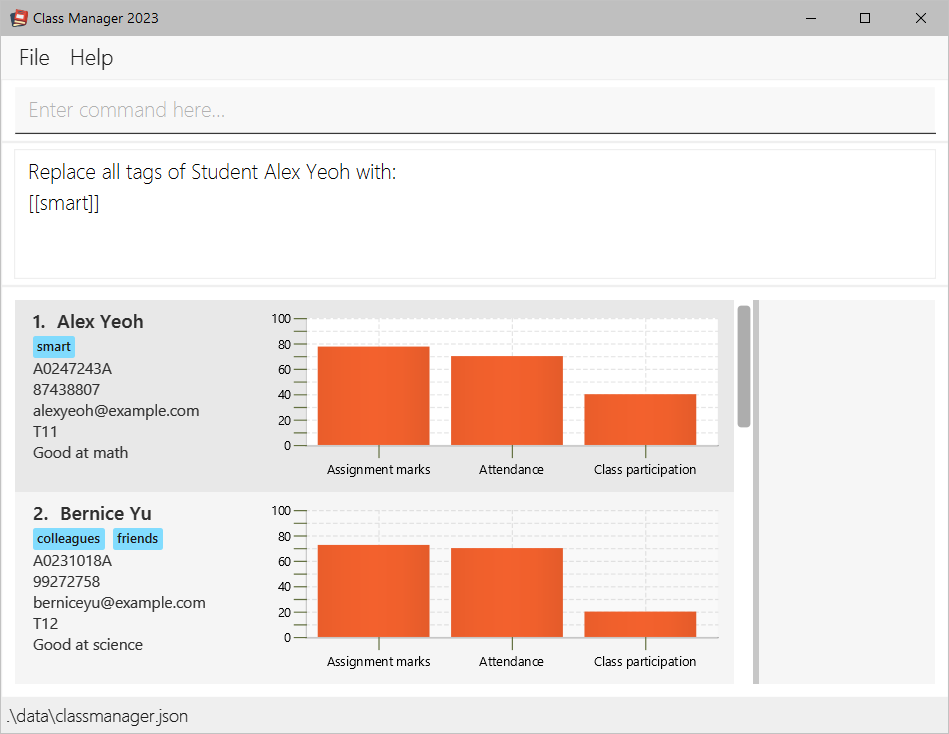 Class Manager 2023
File Help
Enter command here...
Replace all tags of Student Alex Yeoh with:
[[smart]]
1. Alex Yeoh
smart
A0247243A
87438807
alexyeoh@example.com
T11
Good at math
100
80
60
40
20
0
Assignment marks Attendance Class participation
2. Bernice Yu
colleagues friends
A0231018A
99272758
berniceyu@example.com
T12
Good at science
100
80
60
40
20
0
Assignment marks Attendance Class participation
.\data\classmanager.json